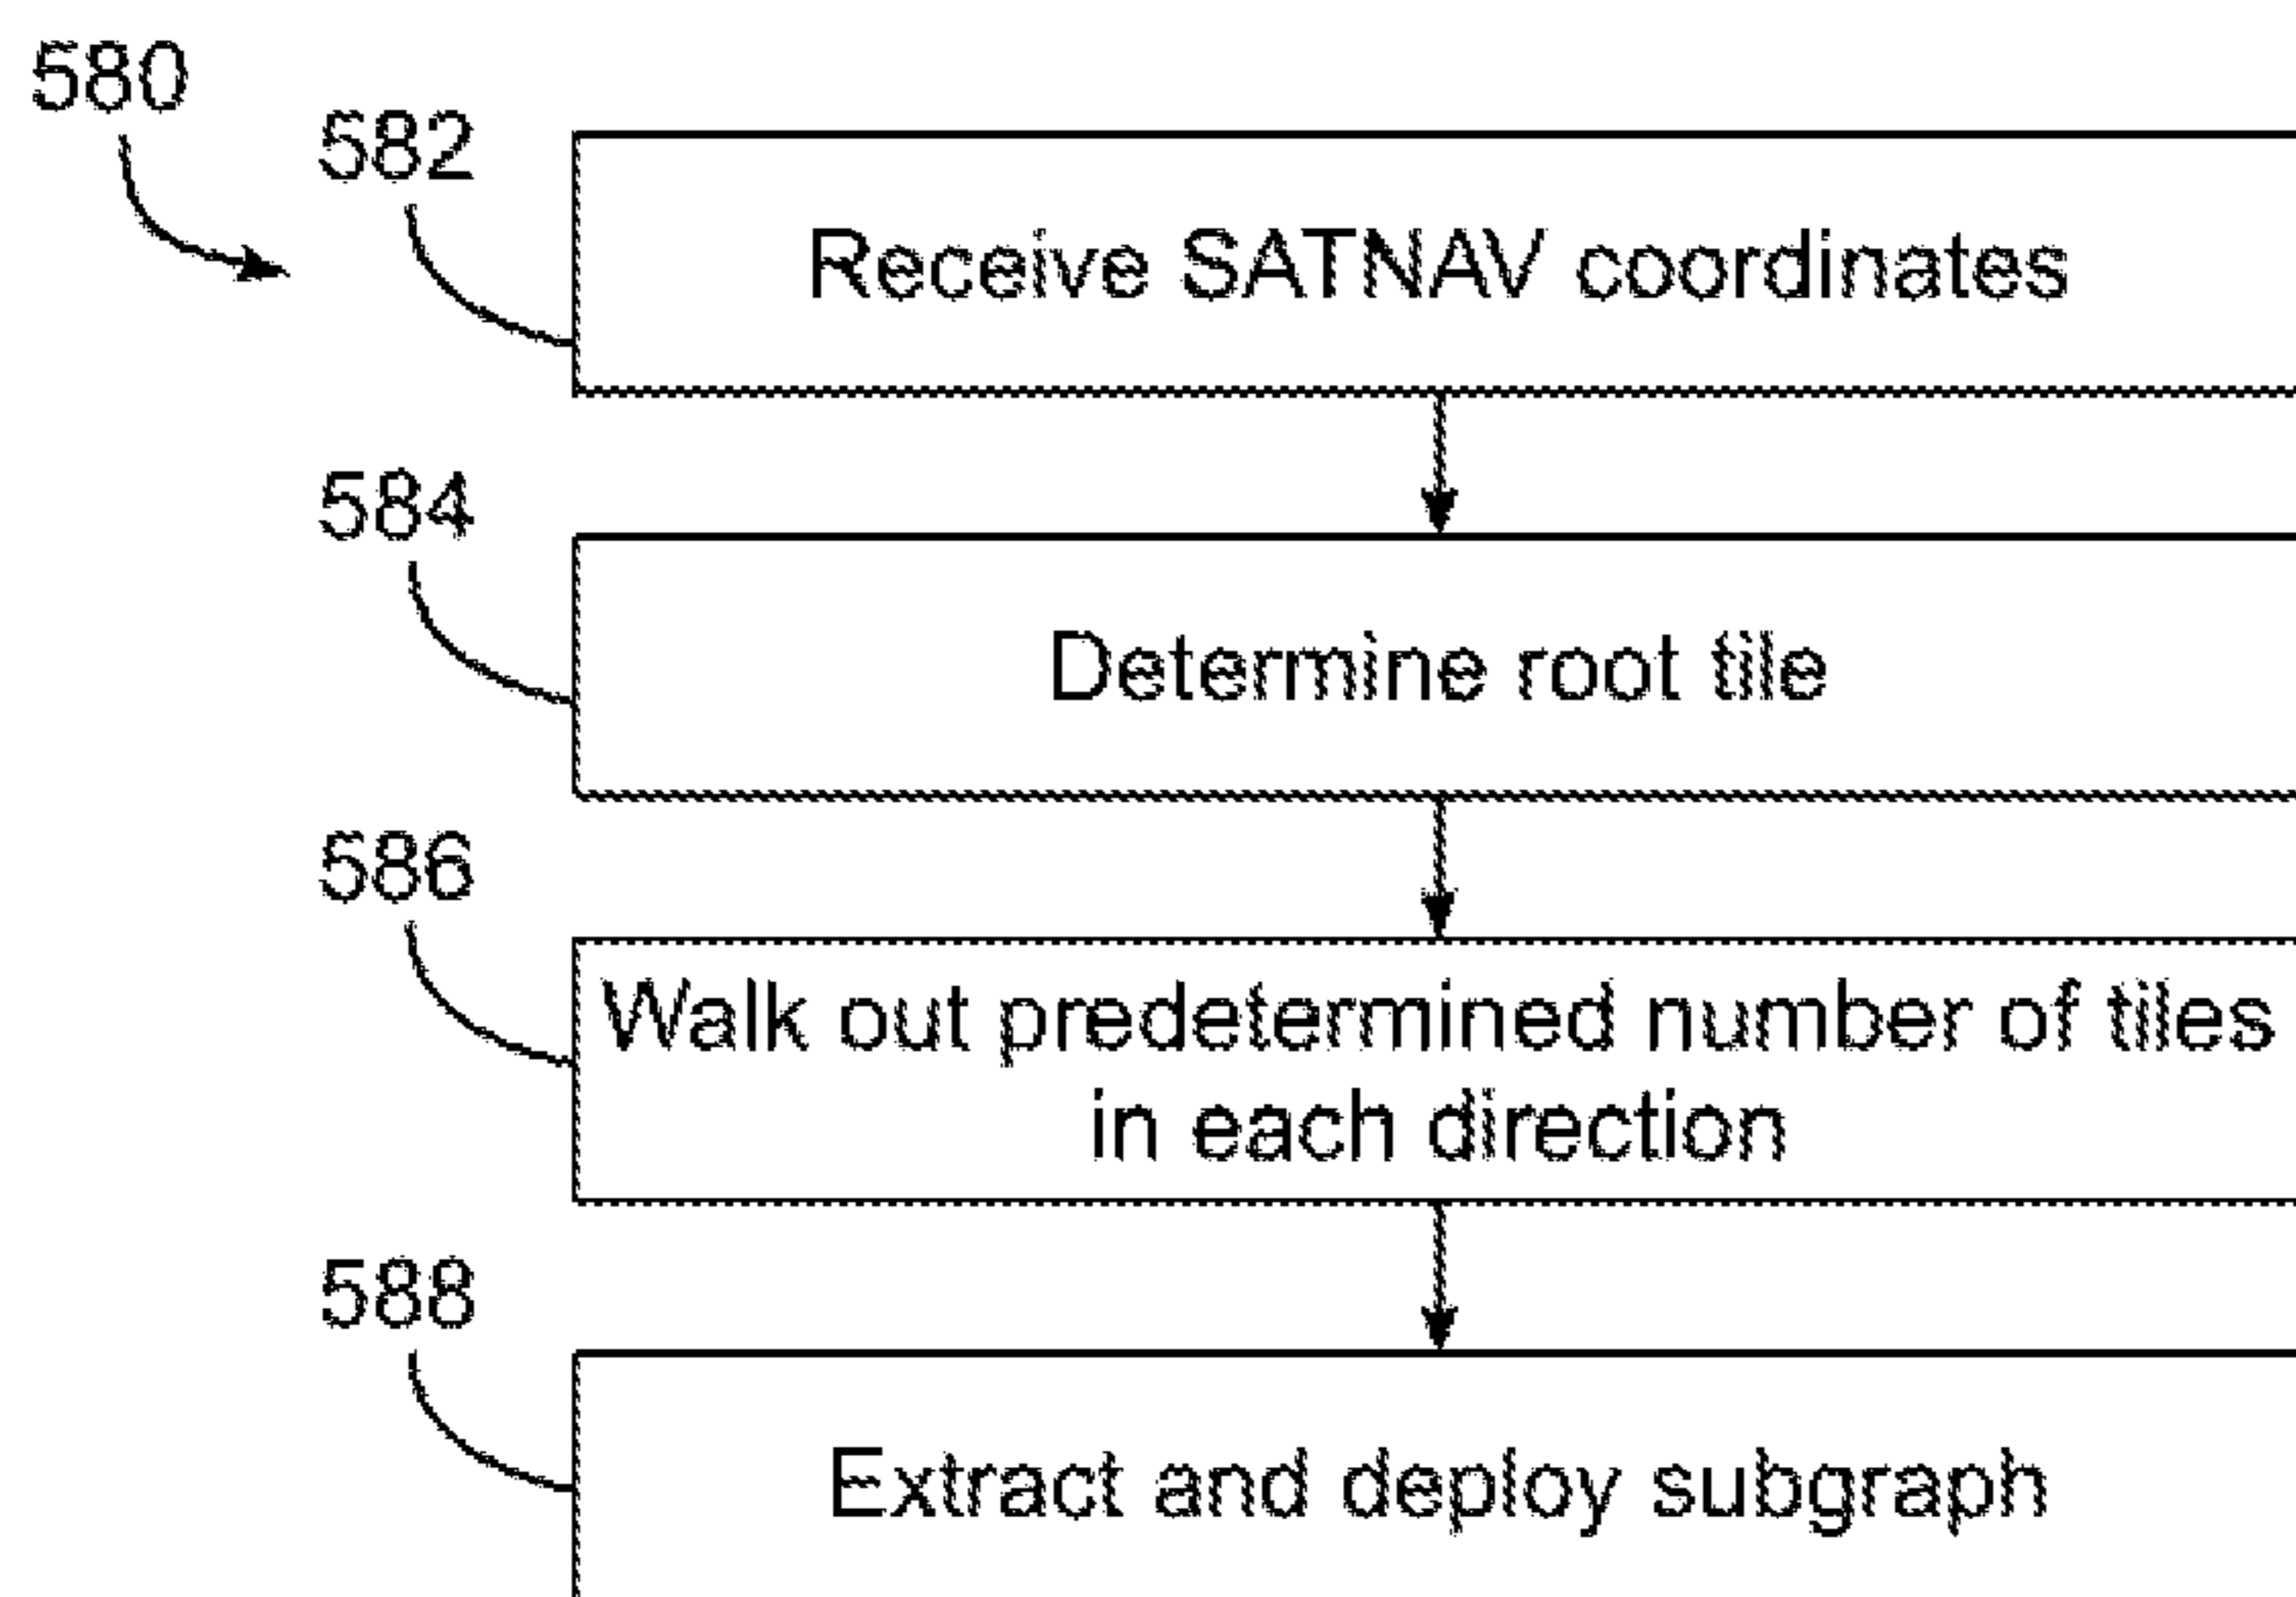 580
582
Receive SATNAV coordinates
584
Determine root tile
586
Walk out predetermined number of tiles
in each direction
588
Extract and deploy subgraph